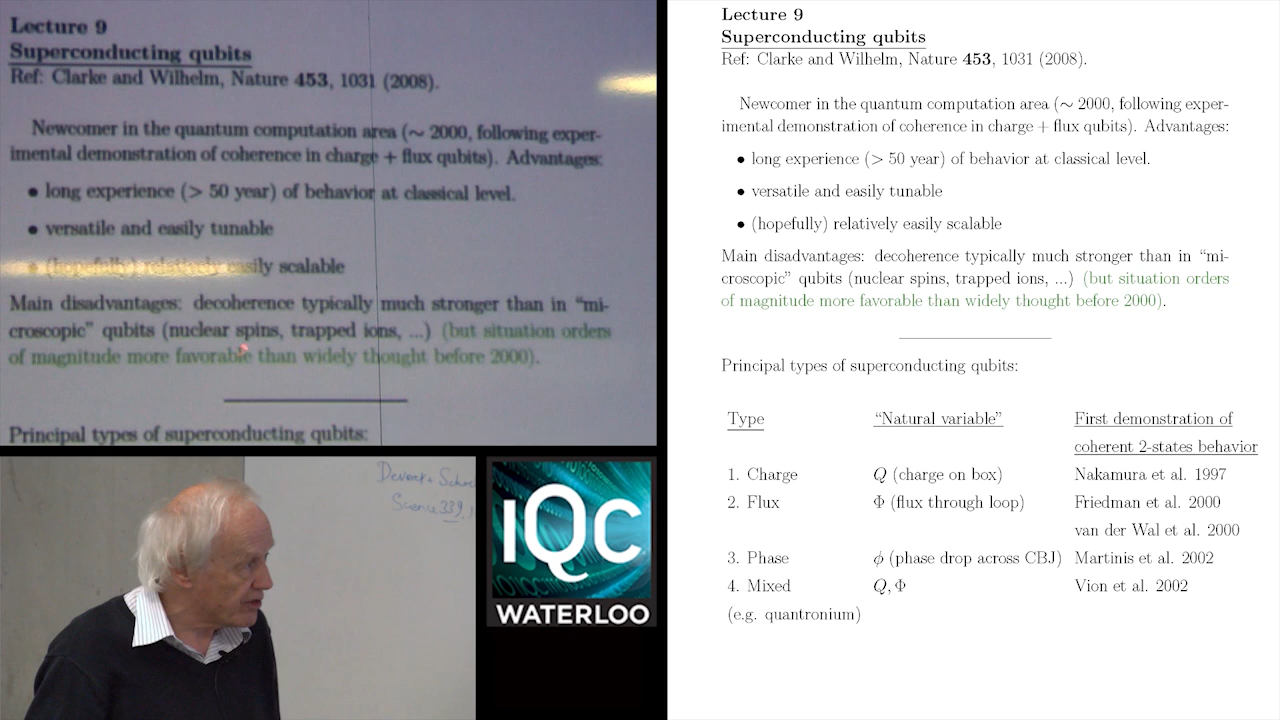 Lecture 9
Superconducting qubits
Ref: Clarke and Wilhelm, Nature 453, 1031 (2008).
Newcomer in the quantum computation area (∼ 2000, following exper-
imental demonstration of coherence in charge + flux qubits). Advantages:
• long experience (> 50 year) of behavior at classical level.
• versatile and easily tunable
• (hopefully) relatively easily scalable
Main disadvantages: decoherence typically much stronger than in “mi-
croscopic” qubits (nuclear spins, trapped ions, ...) (but situation orders
of magnitude more favorable than widely thought before 2000).
Principal types of superconducting qubits:
Devoret + Schoe
Science 339,
IQC
WATERLOO
Lecture 9
Superconducting qubits
Ref: Clarke and Wilhelm, Nature 453, 1031 (2008).
Newcomer in the quantum computation area (∼ 2000, following exper-
imental demonstration of coherence in charge + flux qubits). Advantages:
• long experience (> 50 year) of behavior at classical level.
• versatile and easily tunable
• (hopefully) relatively easily scalable
Main disadvantages: decoherence typically much stronger than in “mi-
croscopic” qubits (nuclear spins, trapped ions, ...) (but situation orders
of magnitude more favorable than widely thought before 2000).
Principal types of superconducting qubits:
Type “Natural variable” First demonstration of
coherent 2-states behavior
1. Charge Q (charge on box) Nakamura et al. 1997
2. Flux Φ (flux through loop) Friedman et al. 2000
van der Wal et al. 2000
3. Phase ϕ (phase drop across CBJ) Martinis et al. 2002
4. Mixed Q, Φ Vion et al. 2002
(e.g. quantronium)